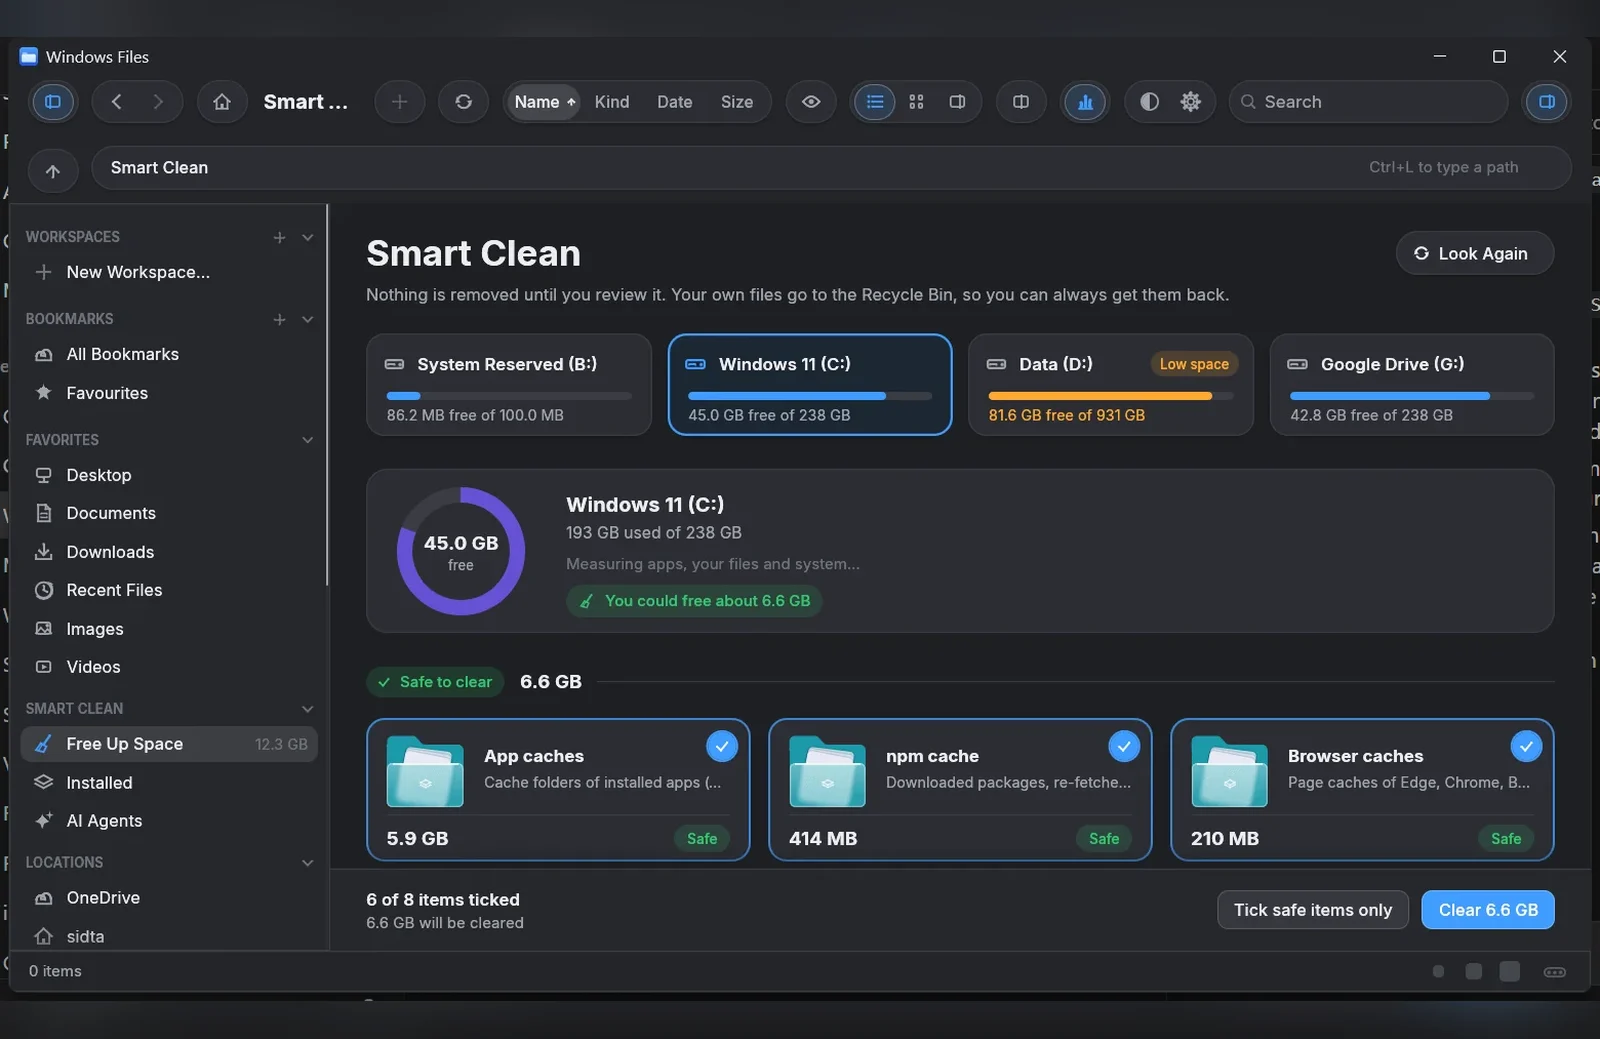 Windows Files
Smart ...
Name Kind Date Size
Search
Smart Clean
Ctrl+L to type a path
WORKSPACES
New Workspace...
BOOKMARKS
All Bookmarks
Favourites
FAVORITES
Desktop
Documents
Downloads
Recent Files
Images
Videos
SMART CLEAN
Free Up Space 12.3 GB
Installed
AI Agents
LOCATIONS
OneDrive
sidta
Smart Clean
Look Again
Nothing is removed until you review it. Your own files go to the Recycle Bin, so you can always get them back.
System Reserved (B:)
86.2 MB free of 100.0 MB
Windows 11 (C:)
45.0 GB free of 238 GB
Data (D:) Low space
81.6 GB free of 931 GB
Google Drive (G:)
42.8 GB free of 238 GB
45.0 GB
free
Windows 11 (C:)
193 GB used of 238 GB
Measuring apps, your files and system...
You could free about 6.6 GB
Safe to clear 6.6 GB
App caches
Cache folders of installed apps (...
5.9 GB Safe
npm cache
Downloaded packages, re-fetche...
414 MB Safe
Browser caches
Page caches of Edge, Chrome, B...
210 MB Safe
6 of 8 items ticked
6.6 GB will be cleared
Tick safe items only
Clear 6.6 GB
0 items